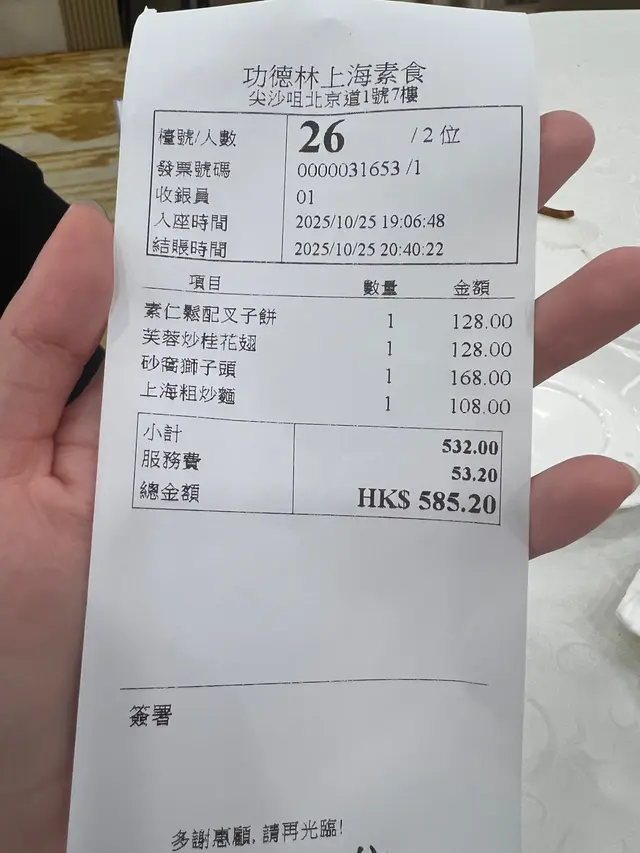 功德林上海素食
尖沙咀北京道1號7樓
檯號/人數 26 /2 位
發票號碼 0000031653 /1
收銀員 01
入座時間 2025/10/25 19:06:48
結賬時間 2025/10/25 20:40:22
項目 數量 金額
素仁鬆配叉子餅 1 128.00
芙蓉炒桂花翅 1 128.00
砂窩獅子頭 1 168.00
上海粗炒麵 1 108.00
小計 532.00
服務費 53.20
總金額 HK$ 585.20
簽署
多謝惠顧, 請再光臨!